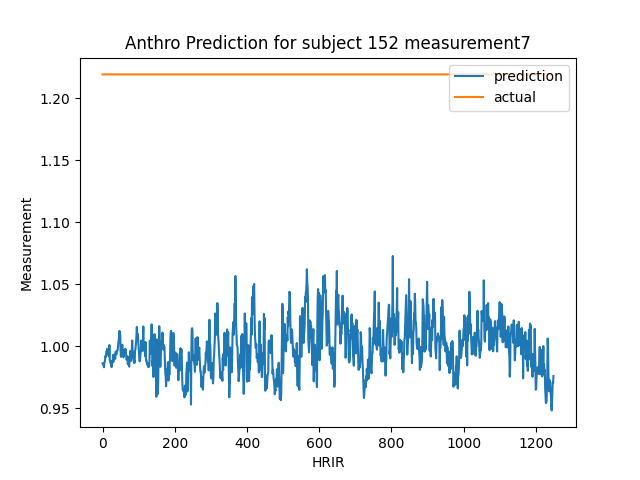 Anthro Prediction for subject 152 measurement7
prediction
actual
1.20
1.15
1.10
1.05
1.00
0.95
Measurement
0
200
400
600
800
1000
1200
HRIR